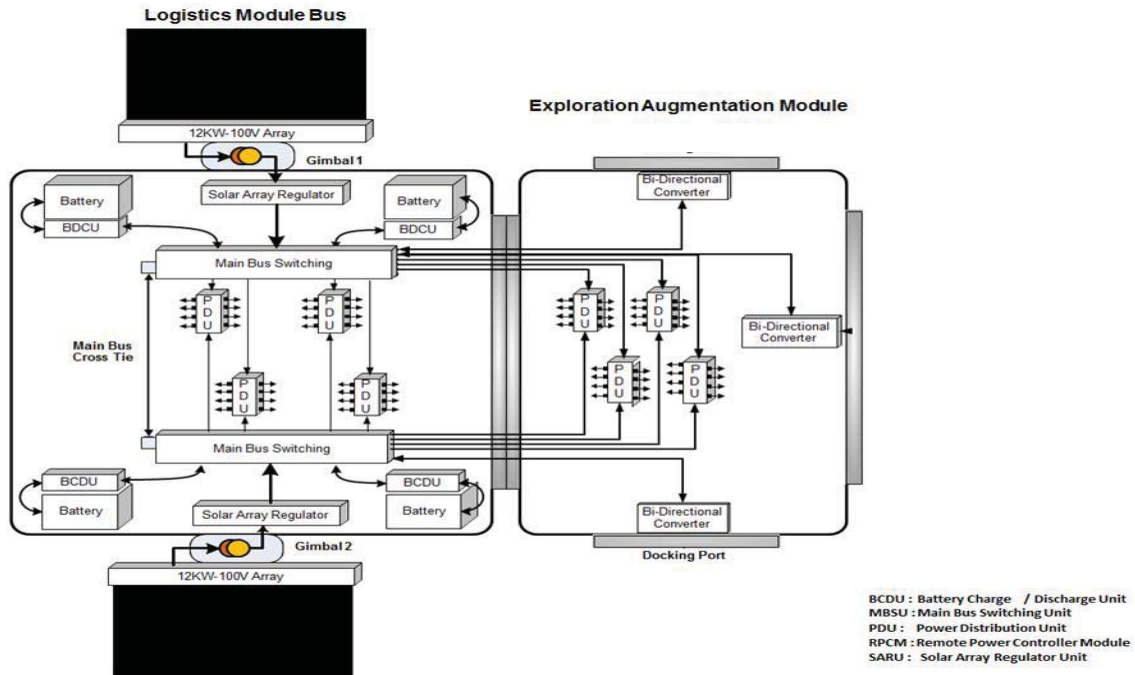 Logistics Module Bus
12KW-100V Array
Gimbal 1
Solar Array Regulator
Battery
BDCU
Battery
BDCU
Main Bus Switching
P
D
U
P
D
U
Main Bus
Cross Tie
P
D
U
P
D
U
Main Bus Switching
BCDU
Battery
BCDU
Battery
Solar Array Regulator
Gimbal 2
12KW-100V Array
Exploration Augmentation Module
Bi-Directional
Converter
P
D
U
P
D
U
Bi-Directional
Converter
P
D
U
P
D
U
Bi-Directional
Converter
Docking Port
BCDU : Battery Charge / Discharge Unit
MBSU : Main Bus Switching Unit
PDU : Power Distribution Unit
RPCM : Remote Power Controller Module
SARU : Solar Array Regulator Unit